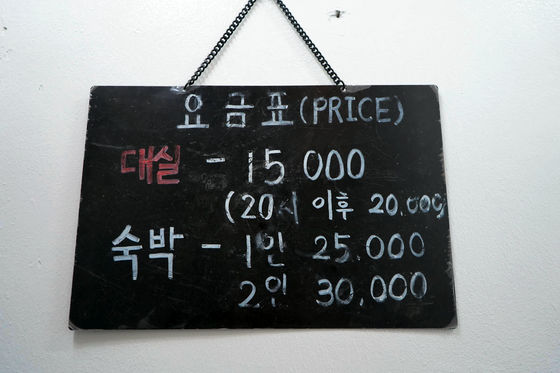 요금표(PRICE)
대실 - 15 000
(20시 이후 20.000
숙박 - 1인 25.000
2인 30,000